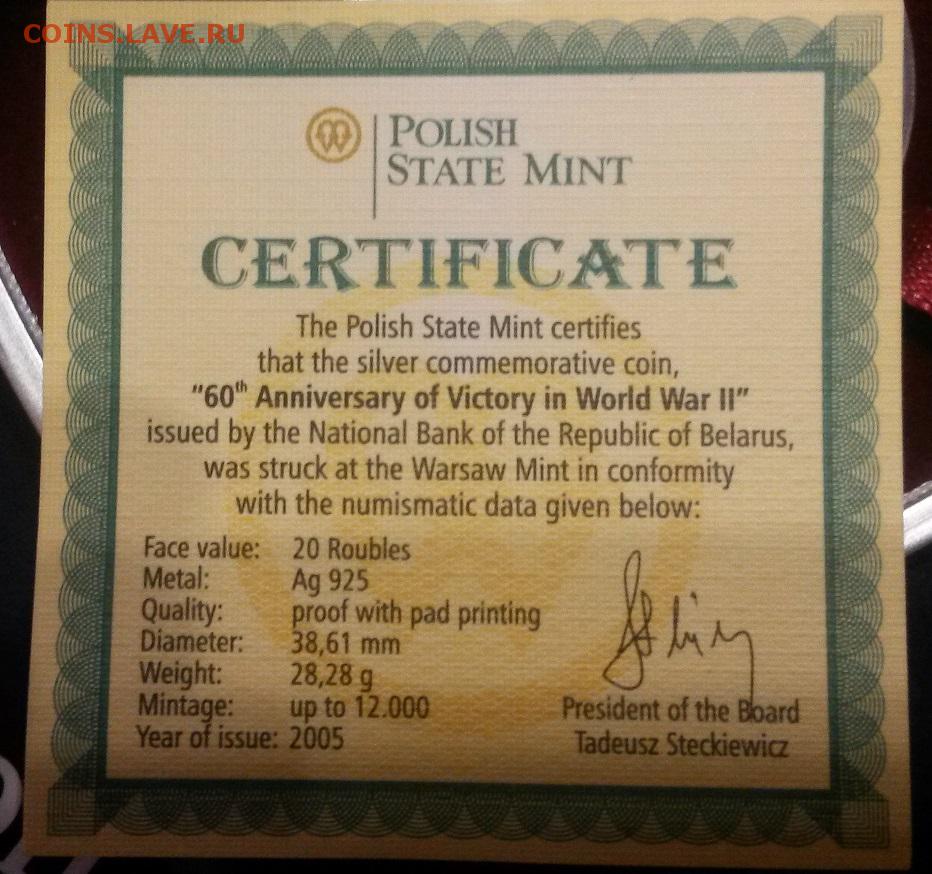 COINS.LAVE.RU
POLISH
STATE MINT
CERTIFICATE
The Polish State Mint certifies
that the silver commemorative coin,
"60th Anniversary of Victory in World War II"
issued by the National Bank of the Republic of Belarus,
was struck at the Warsaw Mint in conformity
with the numismatic data given below:
Face value: 20 Roubles
Metal: Ag 925
Quality: proof with pad printing
Diameter: 38,61 mm
Weight: 28,28 g
Mintage: up to 12.000
Year of issue: 2005
President of the Board
Tadeusz Steckiewicz